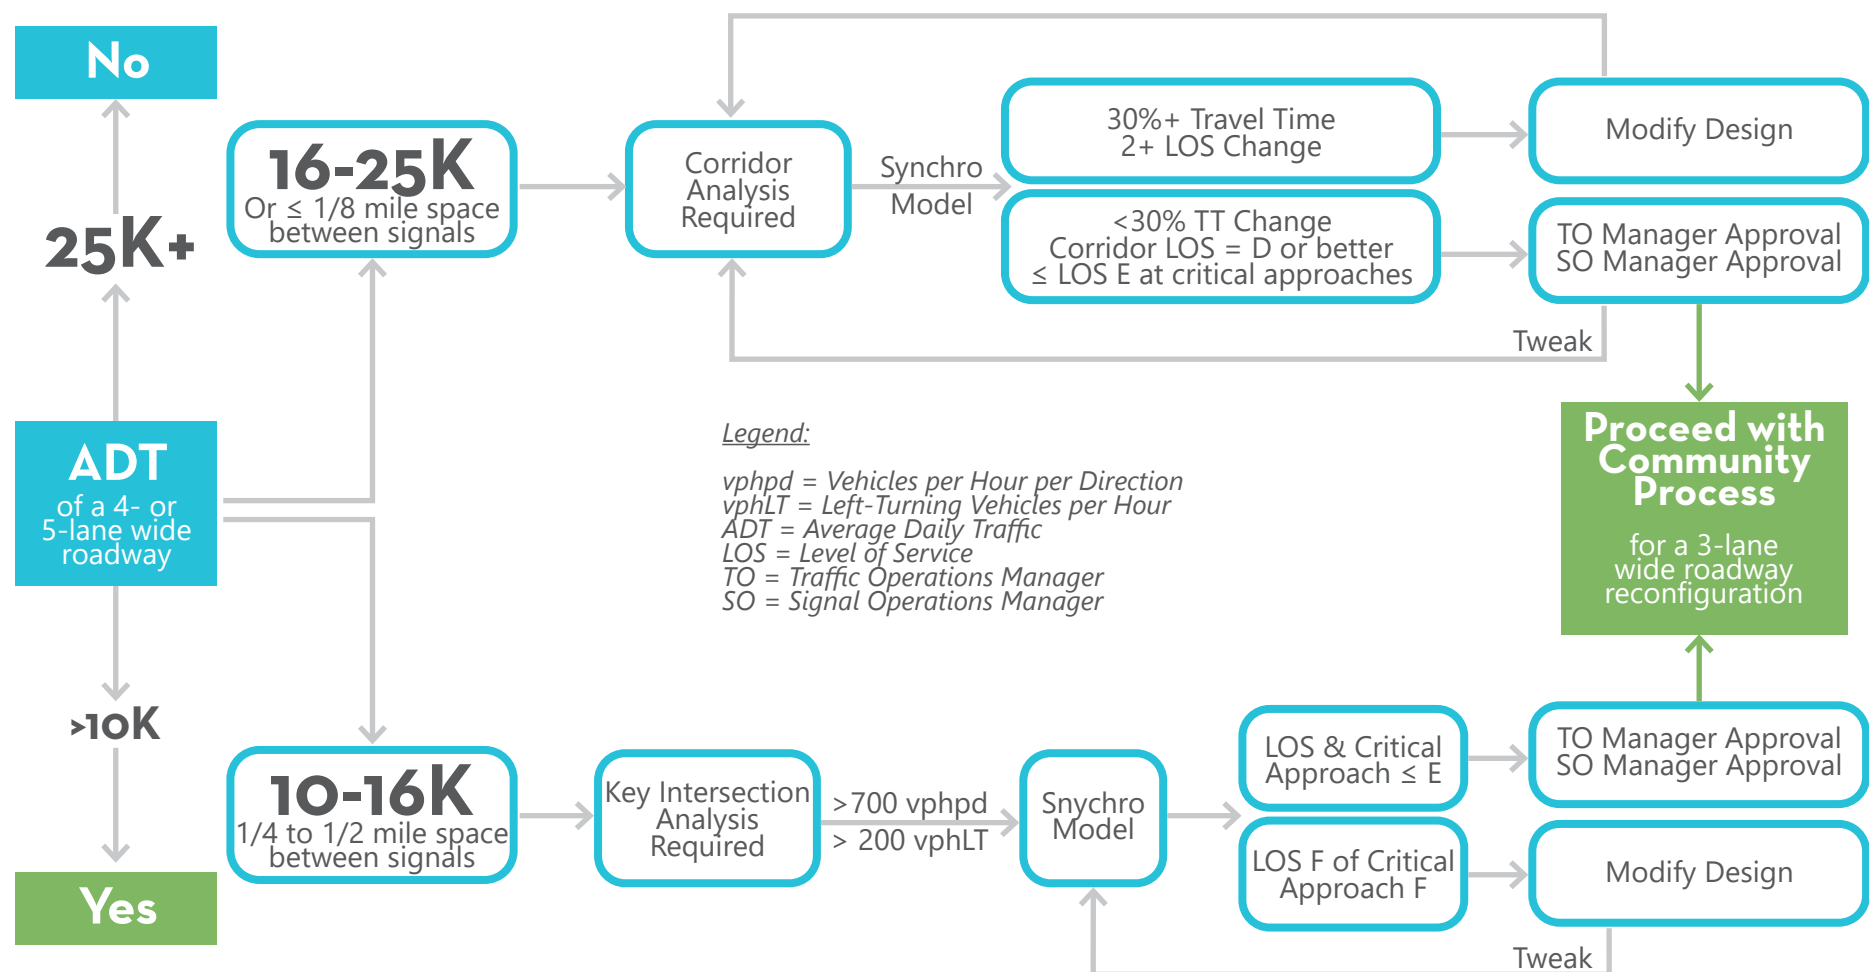 No
25K+
ADT
of a 4- or
5-lane wide
roadway
>10K
Yes
16-25K
Or ≤ 1/8 mile space
between signals
Corridor
Analysis
Required
Synchro
Model
30%+ Travel Time
2+ LOS Change
Modify Design
<30% TT Change
Corridor LOS = D or better
≤ LOS E at critical approaches
TO Manager Approval
SO Manager Approval
Tweak
Legend:
vphpd = Vehicles per Hour per Direction
vphLT = Left-Turning Vehicles per Hour
ADT = Average Daily Traffic
LOS = Level of Service
TO = Traffic Operations Manager
SO = Signal Operations Manager
Proceed with
Community
Process
for a 3-lane
wide roadway
reconfiguration
10-16K
1/4 to 1/2 mile space
between signals
Key Intersection
Analysis
Required
>700 vphpd
> 200 vphLT
Snychro
Model
LOS & Critical
Approach ≤ E
TO Manager Approval
SO Manager Approval
LOS F of Critical
Approach F
Modify Design
Tweak